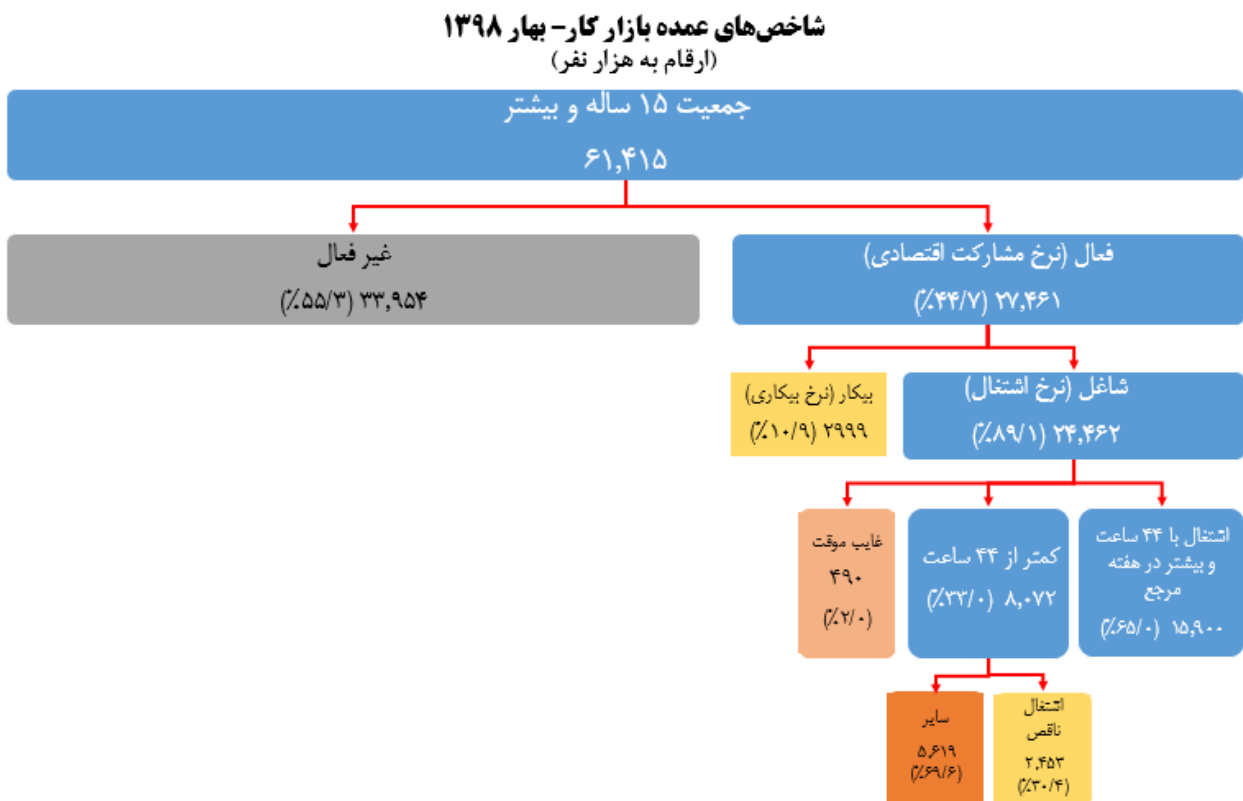 شاخص‌های عمده بازار کار- بهار ۱۳۹۸
(ارقام به هزار نفر)
جمعیت ۱۵ ساله و بیشتر
۶۱,۴۱۵
فعال (نرخ مشارکت اقتصادی)
۲۷,۴۶۱ (۴۴/۷٪)
غیر فعال
۳۳,۹۵۴ (۵۵/۳٪)
شاغل (نرخ اشتغال)
۲۴,۴۶۲ (۸۹/۱٪)
بیکار (نرخ بیکاری)
۲۹۹۹ (۱۰/۹٪)
اشتغال با ۴۴ ساعت
و بیشتر در هفته
مرجع
۱۵,۹۰۰ (۶۵/۰٪)
کمتر از ۴۴ ساعت
۸,۰۷۲ (۳۳/۰٪)
غایب موقت
۴۹۰
(۲/۰٪)
اشتغال
ناقص
۲,۴۵۳
(۳۰/۴٪)
سایر
۵,۶۱۹
(۶۹/۶٪)